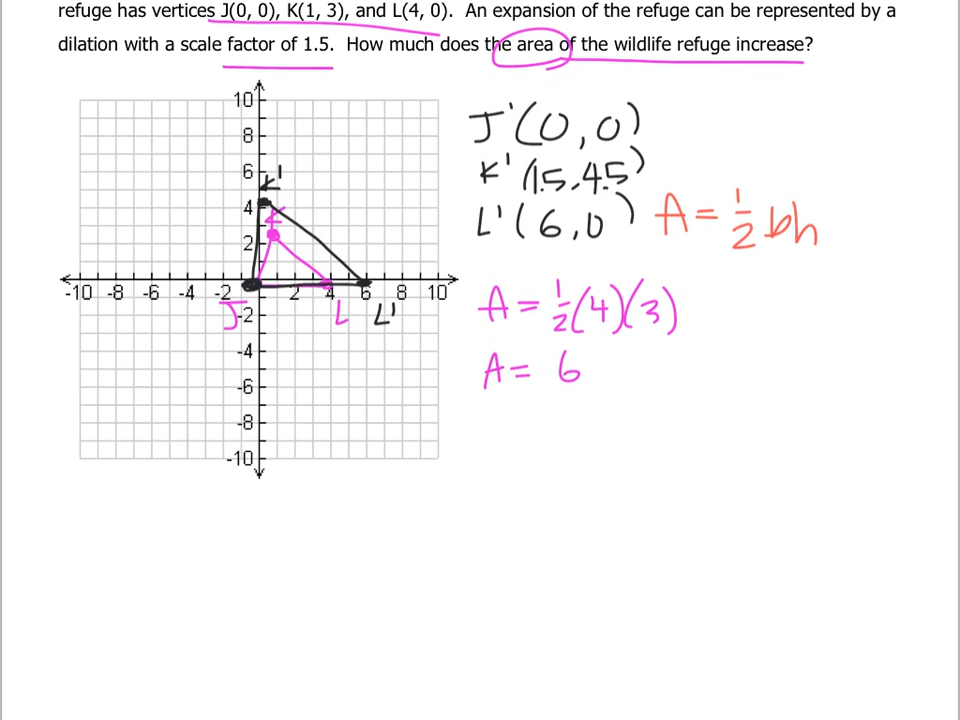 refuge has vertices J(0, 0), K(1, 3), and L(4, 0).  An expansion of the refuge can be represented by a
dilation with a scale factor of 1.5.  How much does the area of the wildlife refuge increase?
J'(0,0)
K'(1.5,4.5)
L'(6,0)
A = 1/2 bh
A = 1/2(4)(3)
A = 6
10
8
6
K'
4
K
2
-10 -8 -6 -4 -2 2 4 6 8 10
J
-2
L
L'
-4
-6
-8
-10